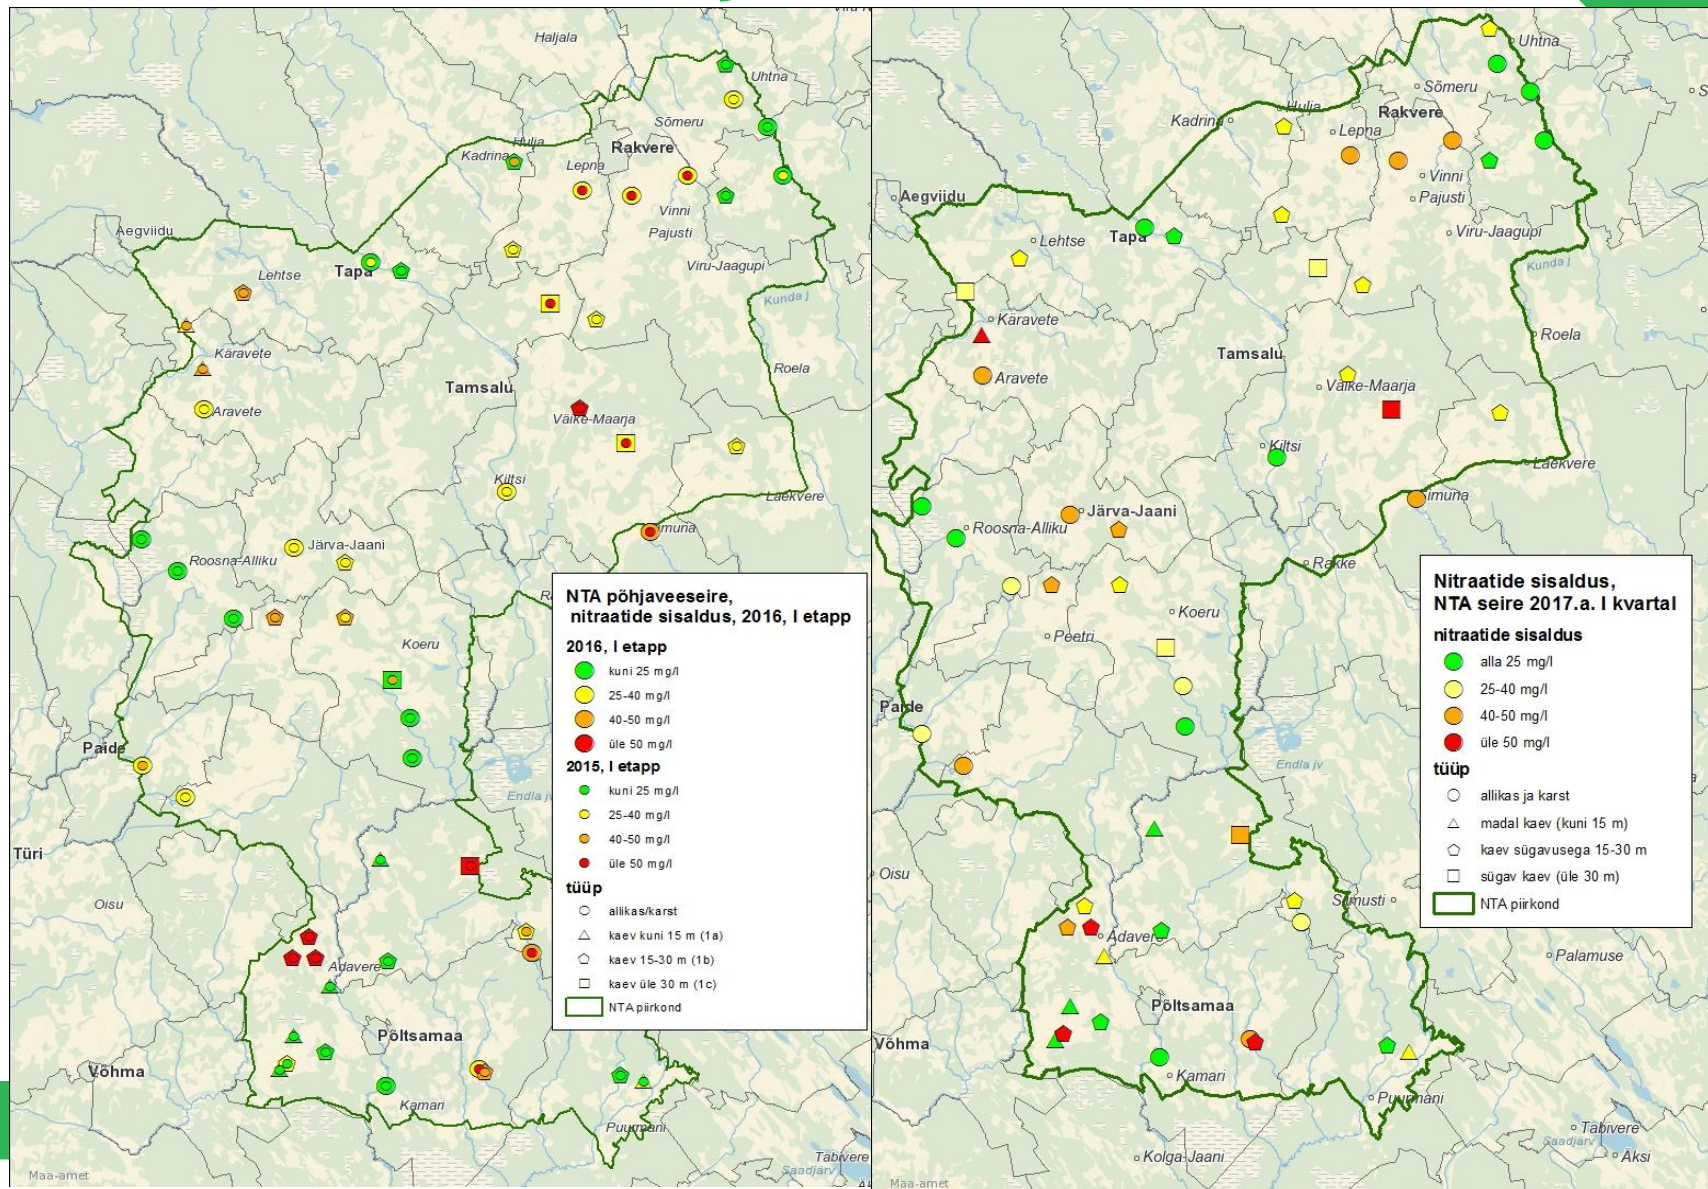 Haljala
Uhtna
Sõmeru
Hulja
Rakvere
Kadrina
Lepna
Vinni
Pajusti
Aegviidu
Viru-Jaagupi
Lehtse
Tapa
Kunda j
Käravete
Roela
Tamsalu
Aravete
Väike-Maarja
Kiltsi
Laekvere
imuna
Järva-Jaani
Roosna-Alliku
Koeru
Paide
Endla jv
Türi
Oisu
Adavere
Põltsamaa
Võhma
Kamari
Puurmani
Tabivere
Saadjärv
Maa-amet
NTA põhjaveeseire,
nitraatide sisaldus, 2016, I etapp
2016, I etapp
kuni 25 mg/l
25-40 mg/l
40-50 mg/l
üle 50 mg/l
2015, I etapp
kuni 25 mg/l
25-40 mg/l
40-50 mg/l
üle 50 mg/l
tüüp
allikas/karst
kaev kuni 15 m (1a)
kaev 15-30 m (1b)
kaev üle 30 m (1c)
NTA piirkond
Uhtna
Sõmeru
Hulja
Rakvere
Kadrina
Lepna
Vinni
Aegviidu
Pajusti
Viru-Jaagupi
Tapa
Lehtse
Kunda j
Käravete
Roela
Tamsalu
Aravete
Väike-Maarja
Kiltsi
Laekvere
imuna
Järva-Jaani
Roosna-Alliku
Rakke
Koeru
Peetri
Paide
Endla jv
Oisu
Sumusti
Adavere
Palamuse
Põltsamaa
Võhma
Kamari
Puurmani
Tabivere
Saadjärv
Kolga-Jaani
Äksi
Maa-amet
Nitraatide sisaldus,
NTA seire 2017.a. I kvartal
nitraatide sisaldus
alla 25 mg/l
25-40 mg/l
40-50 mg/l
üle 50 mg/l
tüüp
allikas ja karst
madal kaev (kuni 15 m)
kaev sügavusega 15-30 m
sügav kaev (üle 30 m)
NTA piirkond